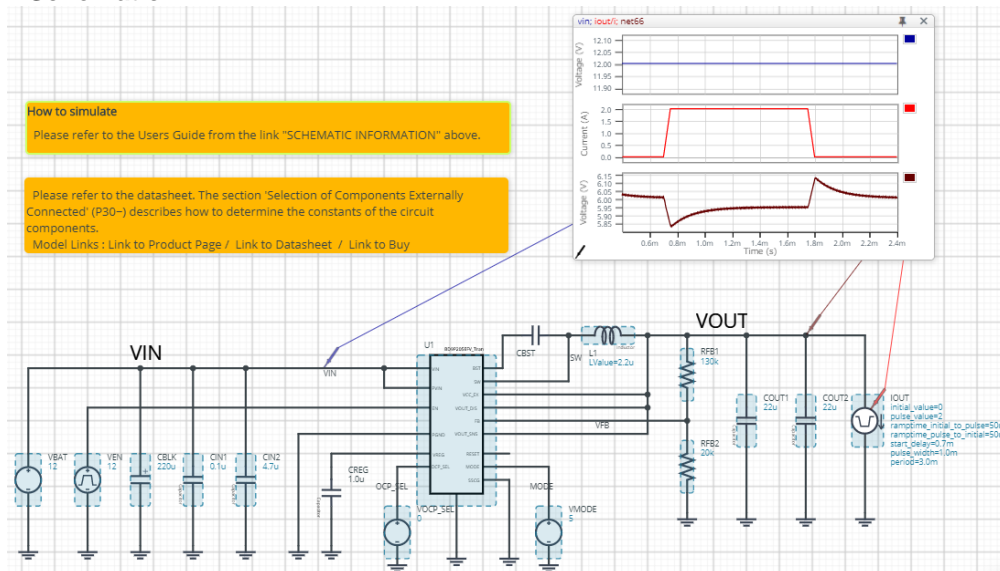 vin; iout/i; net66
12.10
12.05
12.00
11.95
11.90
Voltage (V)
2.0
1.5
1.0
0.5
0.0
Current (A)
6.15
6.10
6.05
6.00
5.95
5.90
5.85
Voltage (V)
0.6m 0.8m 1.0m 1.2m 1.4m 1.6m 1.8m 2.0m 2.2m 2.4m
Time (s)
How to simulate
Please refer to the Users Guide from the link "SCHEMATIC INFORMATION" above.
Please refer to the datasheet. The section 'Selection of Components Externally
Connected' (P30~) describes how to determine the constants of the circuit
components.
Model Links : Link to Product Page / Link to Datasheet / Link to Buy
VIN
VOUT
U1
VIN
CBST
SW
L1
LValue=2.2u
RFB1
130k
VFB
RFB2
20k
COUT1
22u
COUT2
22u
IOUT
initial_value=0
pulse_value=2
ramptime_initial_to_pulse=50
ramptime_pulse_to_initial=50
start_delay=0.7m
pulse_width=1.0m
period=3.0m
VBAT
12
VEN
12
CBLK
220u
CIN1
0.1u
CIN2
4.7u
CREG
1.0u
OCP_SEL
VOCP_SEL
0
MODE
VMODE
5